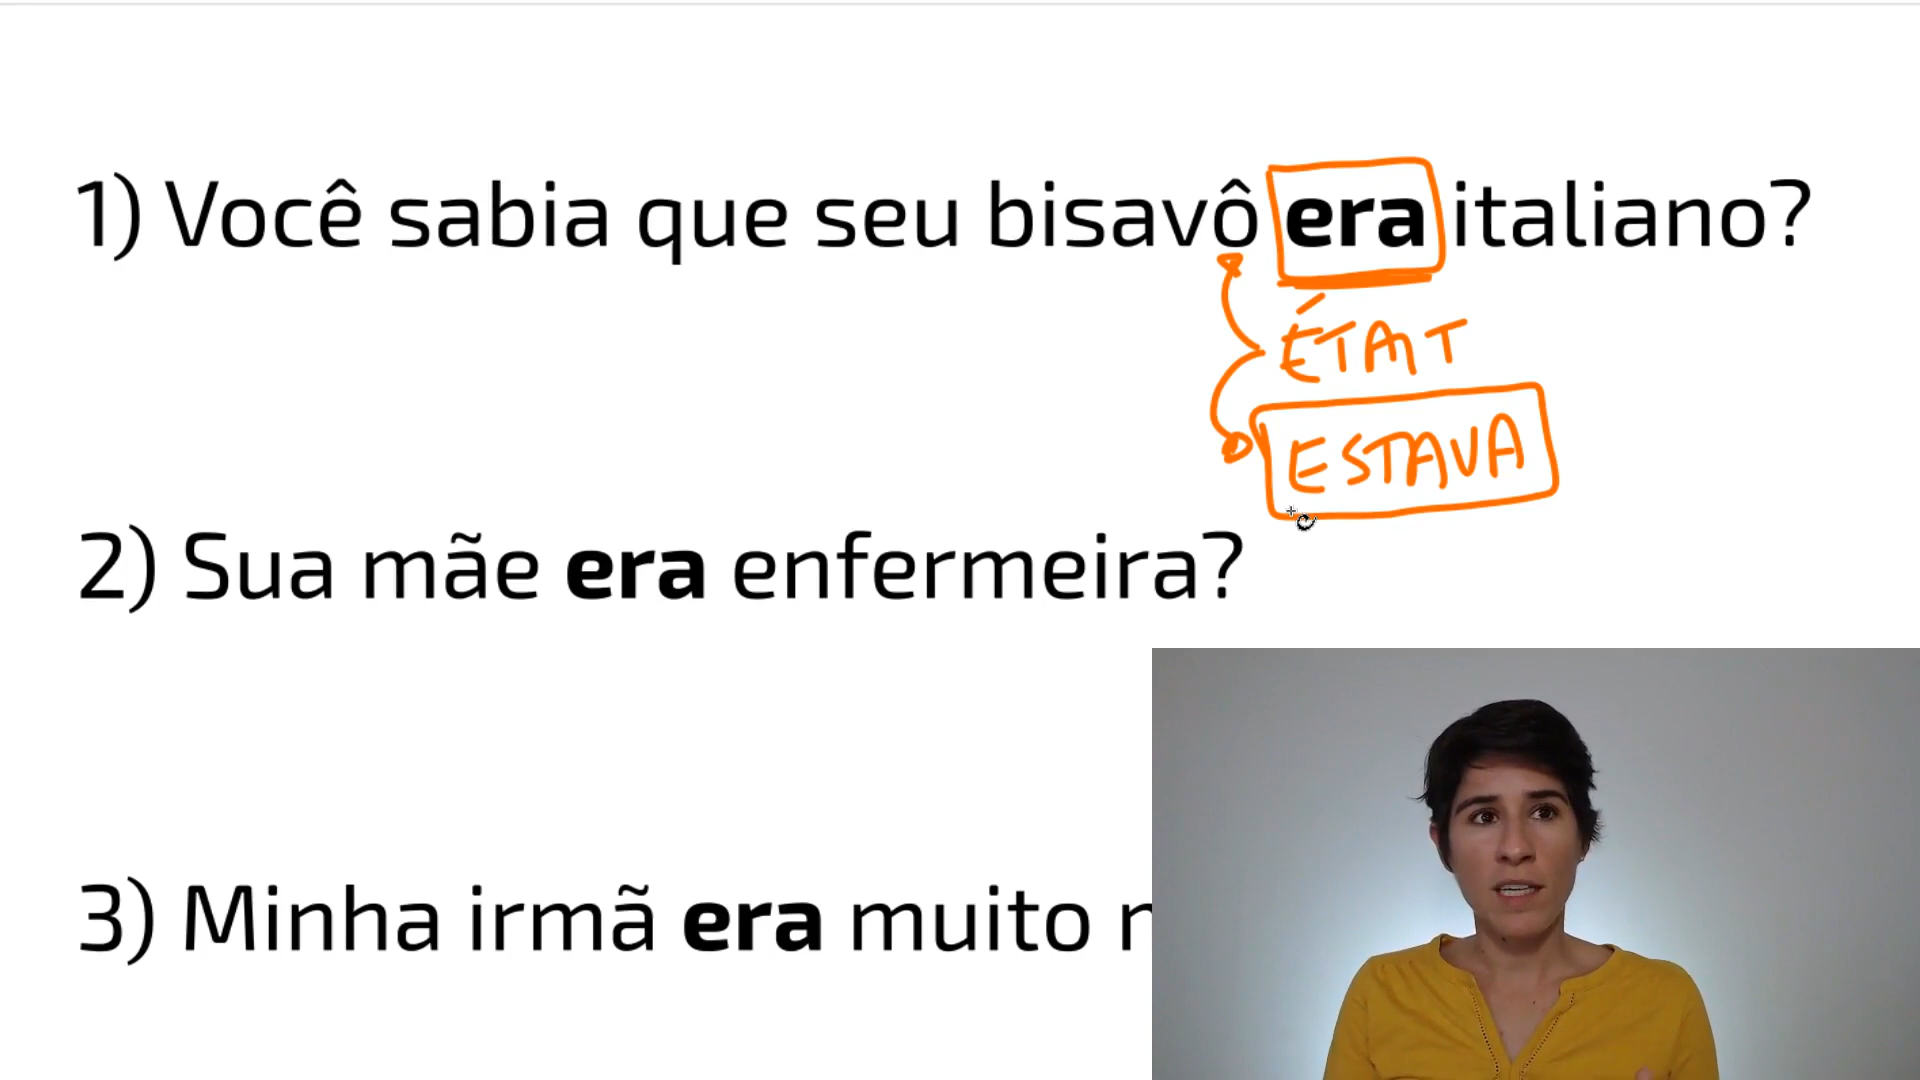 1) Você sabia que seu bisavô era italiano?
ÉTAIT
ESTAVA
2) Sua mãe era enfermeira?
3) Minha irmã era muito